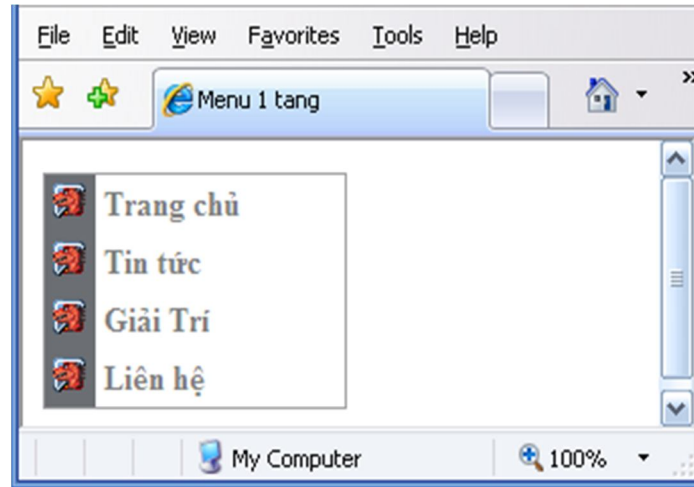 File Edit View Favorites Tools Help
Menu 1 tang
Trang chủ
Tin tức
Giải Trí
Liên hệ
My Computer 100%